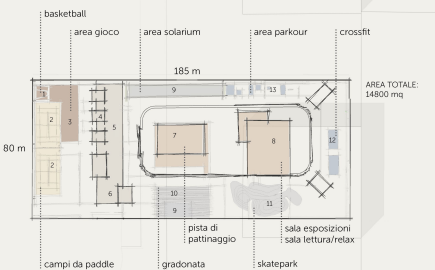 basketball
area gioco
area solarium
area parkour
crossfit
185 m
AREA TOTALE:
14800 mq
80 m
1
9
13
2
3
4
5
7
8
12
2
6
10
9
11
pista di
pattinaggio
sala esposizioni
sala lettura/relax
campi da paddle
gradonata
skatepark